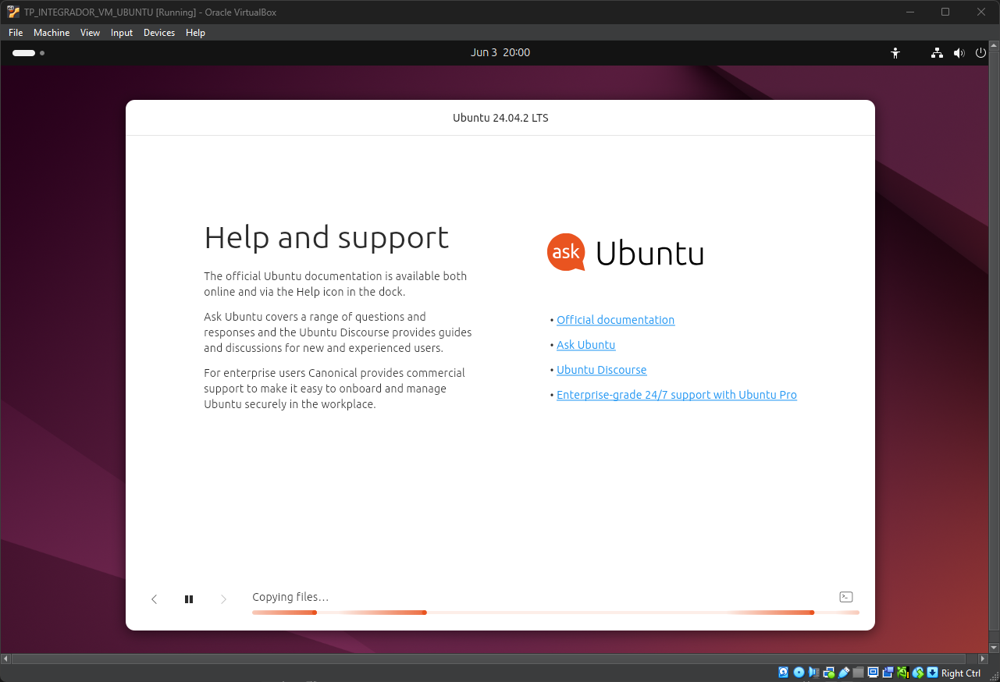 TP_INTEGRADOR_VM_UBUNTU [Running] - Oracle VirtualBox
File Machine View Input Devices Help
Jun 3 20:00
Ubuntu 24.04.2 LTS
Help and support
The official Ubuntu documentation is available both
online and via the Help icon in the dock.
Ask Ubuntu covers a range of questions and
responses and the Ubuntu Discourse provides guides
and discussions for new and experienced users.
For enterprise users Canonical provides commercial
support to make it easy to onboard and manage
Ubuntu securely in the workplace.
ask Ubuntu
• Official documentation
• Ask Ubuntu
• Ubuntu Discourse
• Enterprise-grade 24/7 support with Ubuntu Pro
Copying files...
Right Ctrl